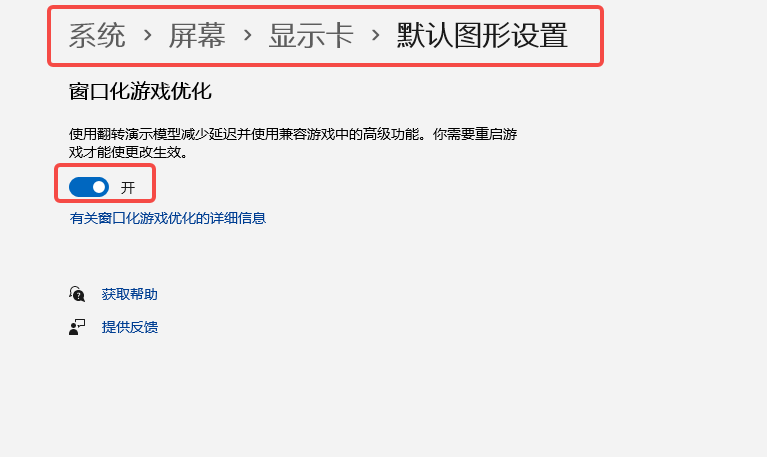 系统 › 屏幕 › 显示卡 › 默认图形设置
窗口化游戏优化
使用翻转演示模型减少延迟并使用兼容游戏中的高级功能。你需要重启游
戏才能使更改生效。
开
有关窗口化游戏优化的详细信息
获取帮助
提供反馈